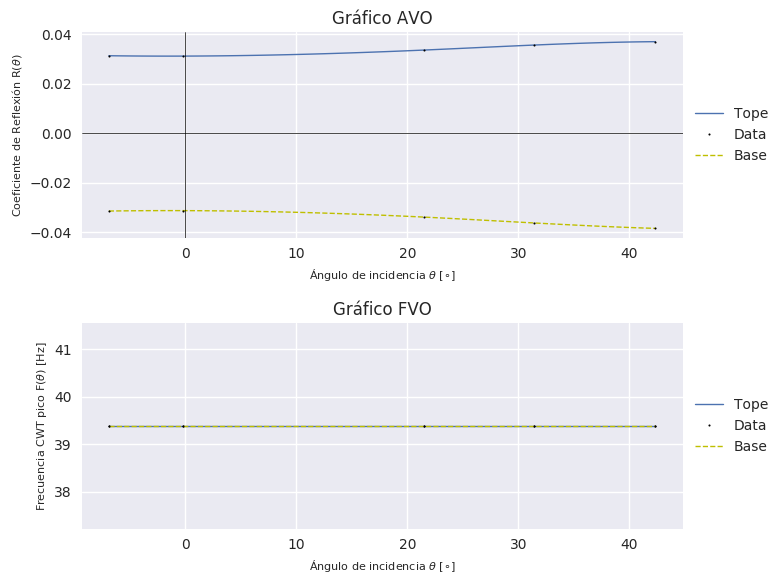 Gráfico AVO
Coeficiente de Reflexión R(θ)
0.04
0.02
0.00
−0.02
−0.04
0 10 20 30 40
Ángulo de incidencia θ [∘]
Tope
Data
Base
Gráfico FVO
Frecuencia CWT pico F(θ) [Hz]
41
40
39
38
0 10 20 30 40
Ángulo de incidencia θ [∘]
Tope
Data
Base